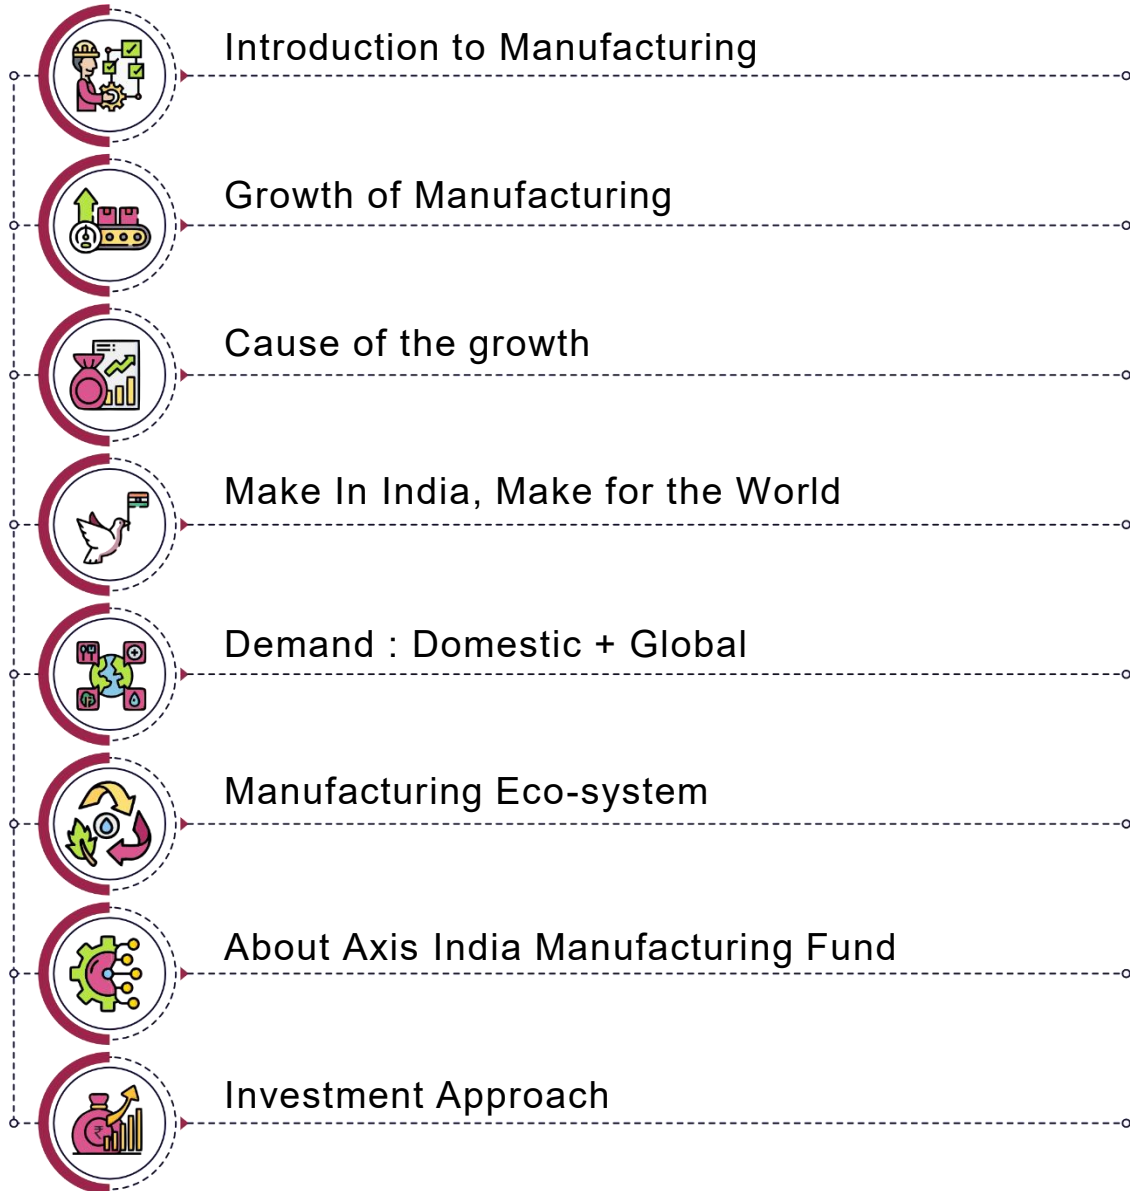 Introduction to Manufacturing
Growth of Manufacturing
Cause of the growth
Make In India, Make for the World
Demand : Domestic + Global
Manufacturing Eco-system
About Axis India Manufacturing Fund
Investment Approach
₹